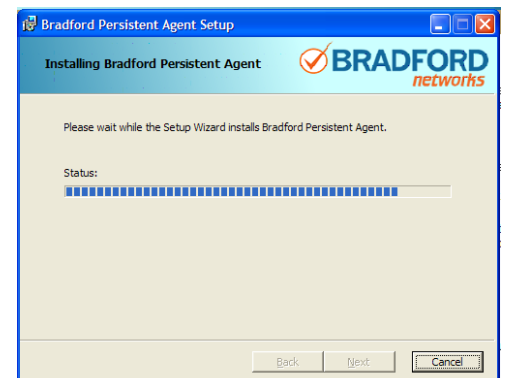 Bradford Persistent Agent Setup
Installing Bradford Persistent Agent
BRADFORD
networks
Please wait while the Setup Wizard installs Bradford Persistent Agent.
Status:
Back Next Cancel